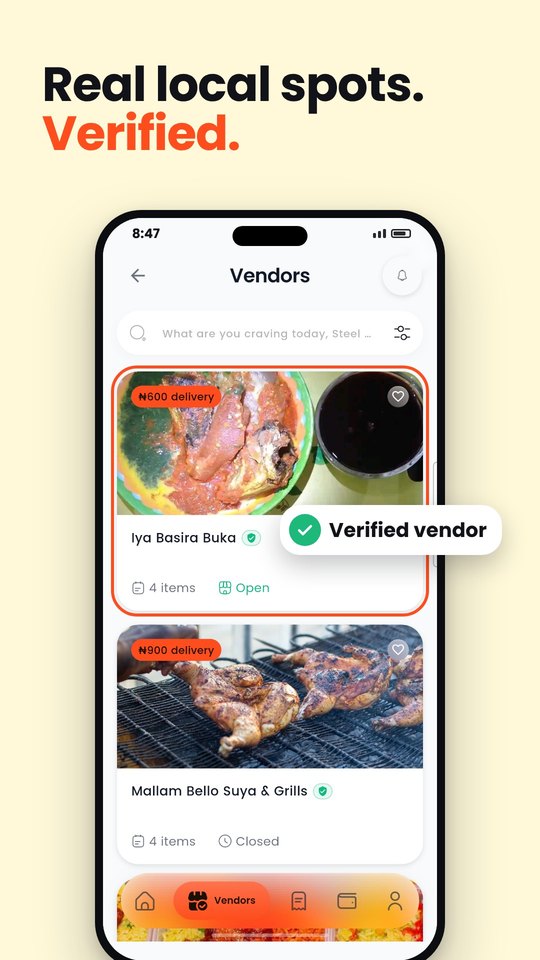 Real local spots.
Verified.
8:47
Vendors
What are you craving today, Steel ...
₦600 delivery
Verified vendor
Iya Basira Buka
4 items
Open
₦900 delivery
Mallam Bello Suya & Grills
4 items
Closed
Vendors